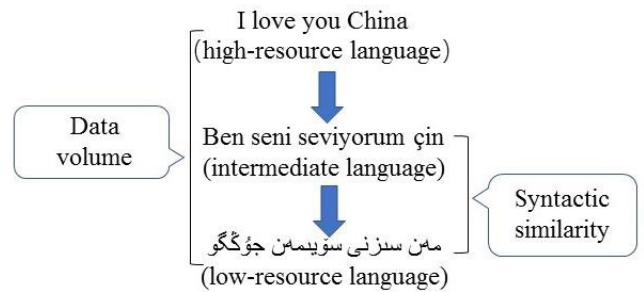 I love you China
(high-resource language)
Data
volume
Ben seni seviyorum çin
(intermediate language)
Syntactic
similarity
مەن سىزنى سۆيىمەن جۇڭگو
(low-resource language)